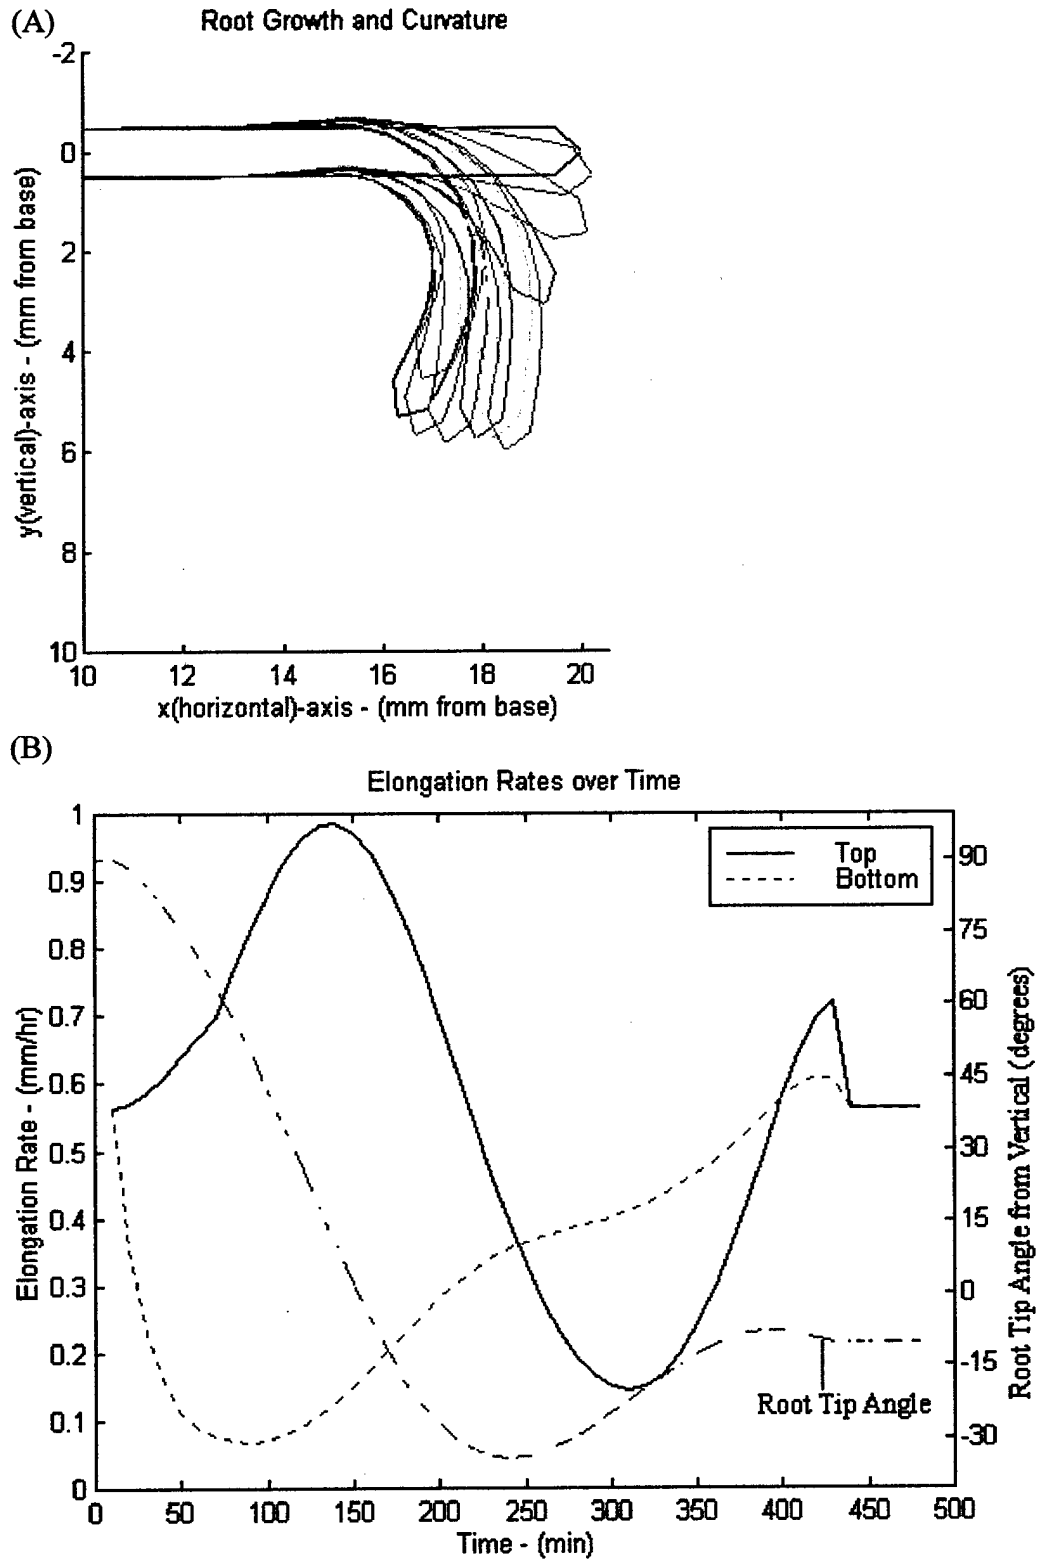 (A)
Root Growth and Curvature
-2
0
2
4
6
8
10
y(vertical)-axis - (mm from base)
10 12 14 16 18 20
x(horizontal)-axis - (mm from base)
(B)
Elongation Rates over Time
Top
Bottom
1
0.9
0.8
0.7
0.6
0.5
0.4
0.3
0.2
0.1
0
Elongation Rate - (mm/hr)
90
75
60
45
30
15
0
-15
-30
Root Tip Angle from Vertical (degrees)
Root Tip Angle
0 50 100 150 200 250 300 350 400 450 500
Time - (min)